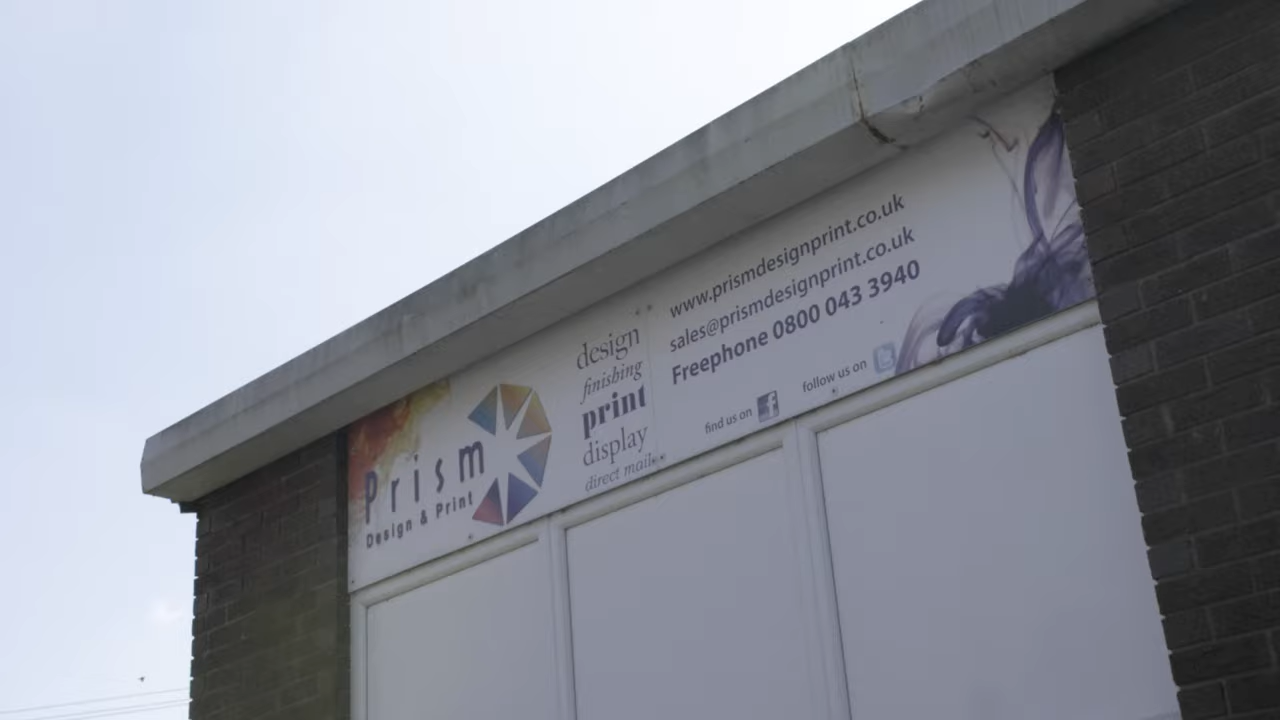 Prism
Design & Print
design
finishing
print
display
direct mail
www.prismdesignprint.co.uk
sales@prismdesignprint.co.uk
Freephone 0800 043 3940
find us on f
follow us on t